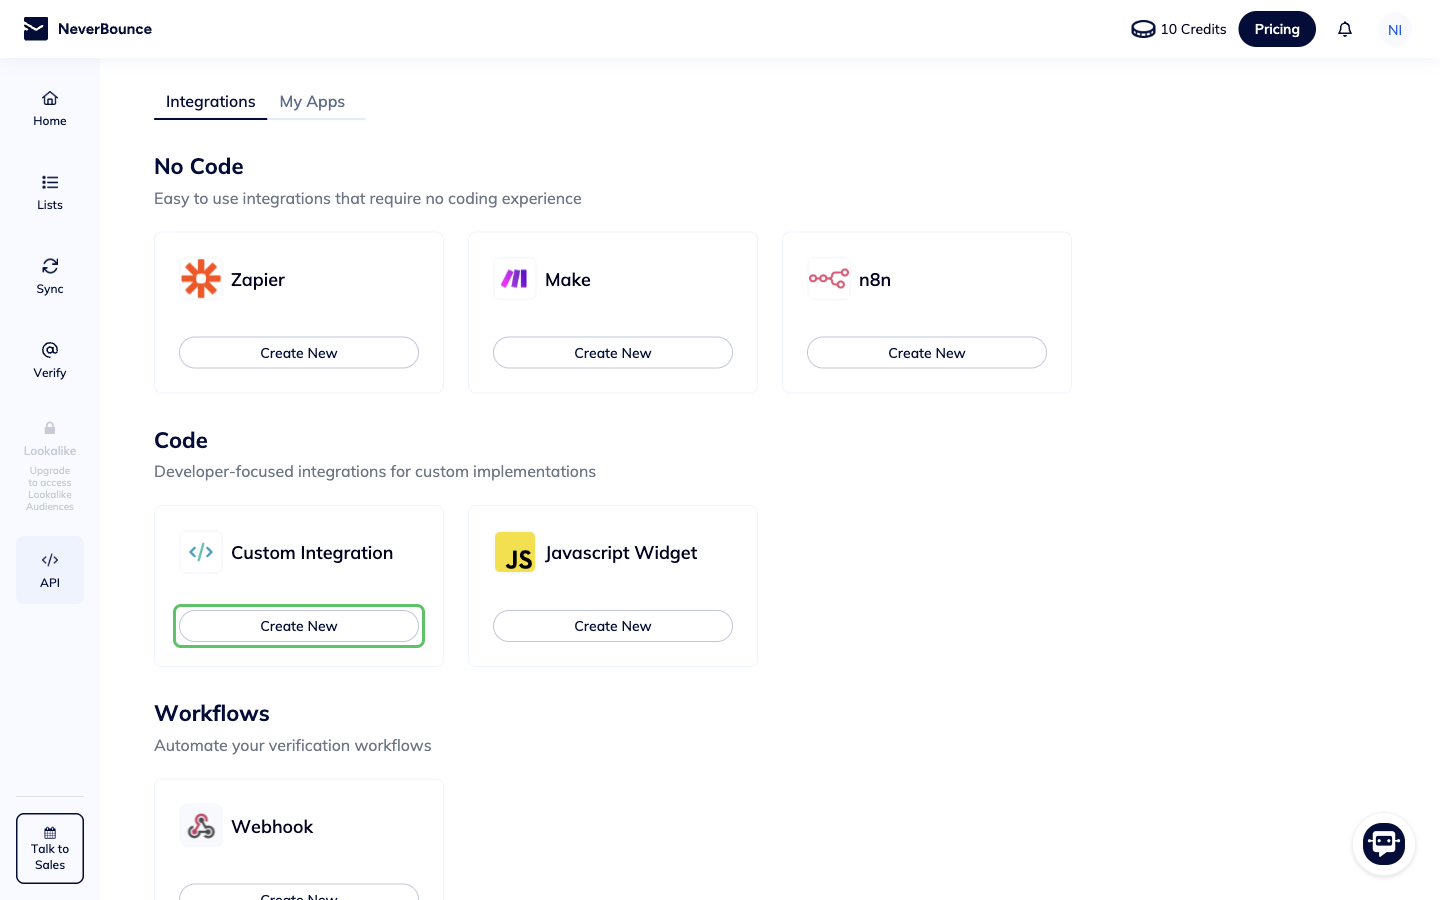 NeverBounce
10 Credits
Pricing
NI
Home
Lists
Sync
Verify
Lookalike
Upgrade
to access
Lookalike
Audiences
API
Talk to
Sales
Integrations
My Apps
No Code
Easy to use integrations that require no coding experience
Zapier
Create New
Make
Create New
n8n
Create New
Code
Developer-focused integrations for custom implementations
Custom Integration
Create New
JS
Javascript Widget
Create New
Workflows
Automate your verification workflows
Webhook
Create New